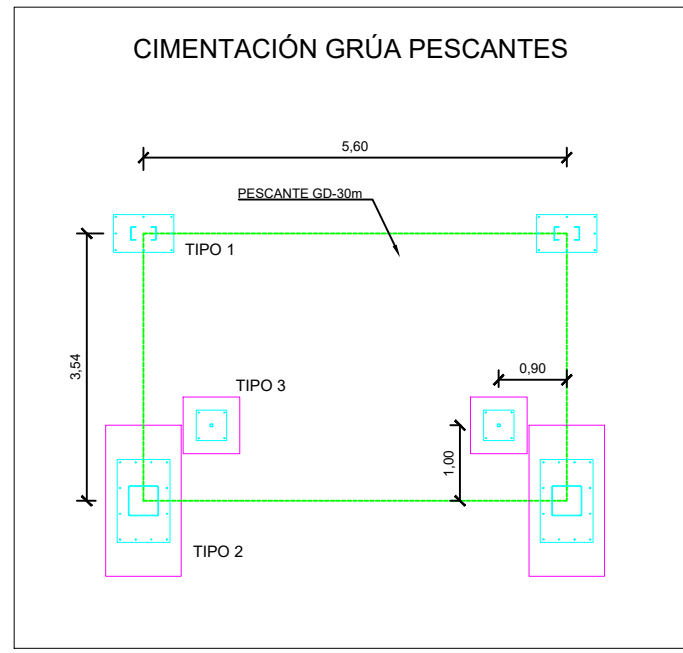 CIMENTACIÓN GRÚA PESCANTES
5,60
PESCANTE GD-30m
TIPO 1
3,54
0,90
TIPO 3
1,00
TIPO 2